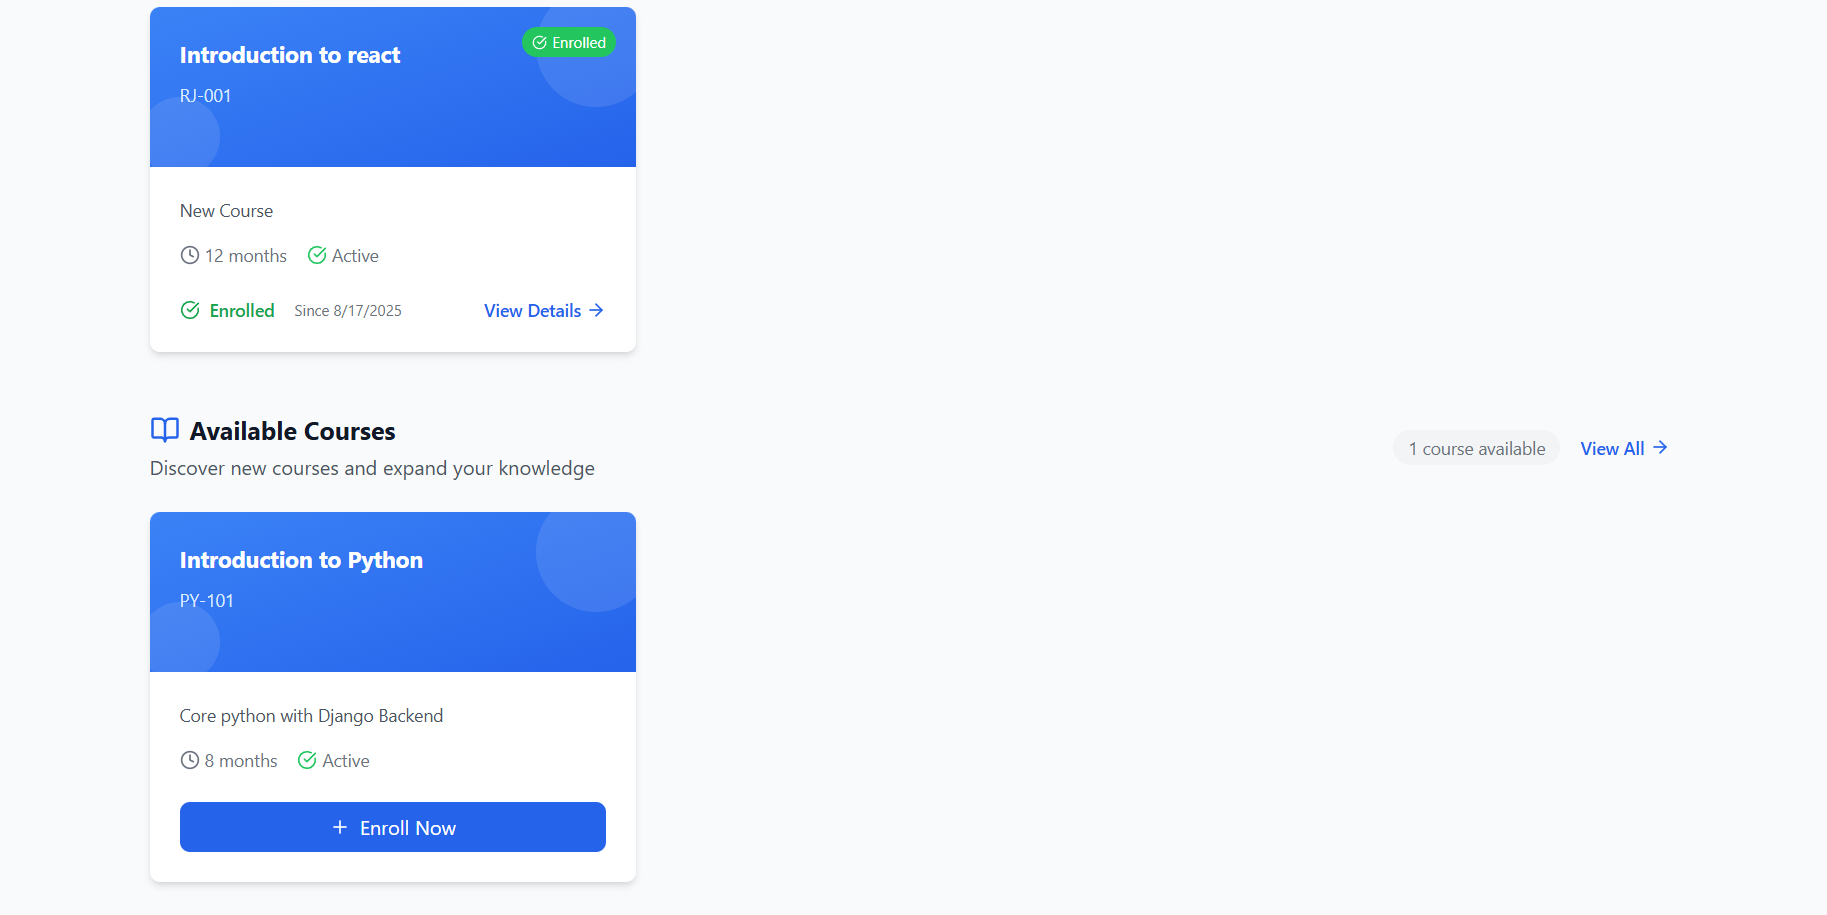 Introduction to react
Enrolled
RJ-001
New Course
12 months Active
Enrolled Since 8/17/2025 View Details
Available Courses
Discover new courses and expand your knowledge
1 course available View All
Introduction to Python
PY-101
Core python with Django Backend
8 months Active
Enroll Now